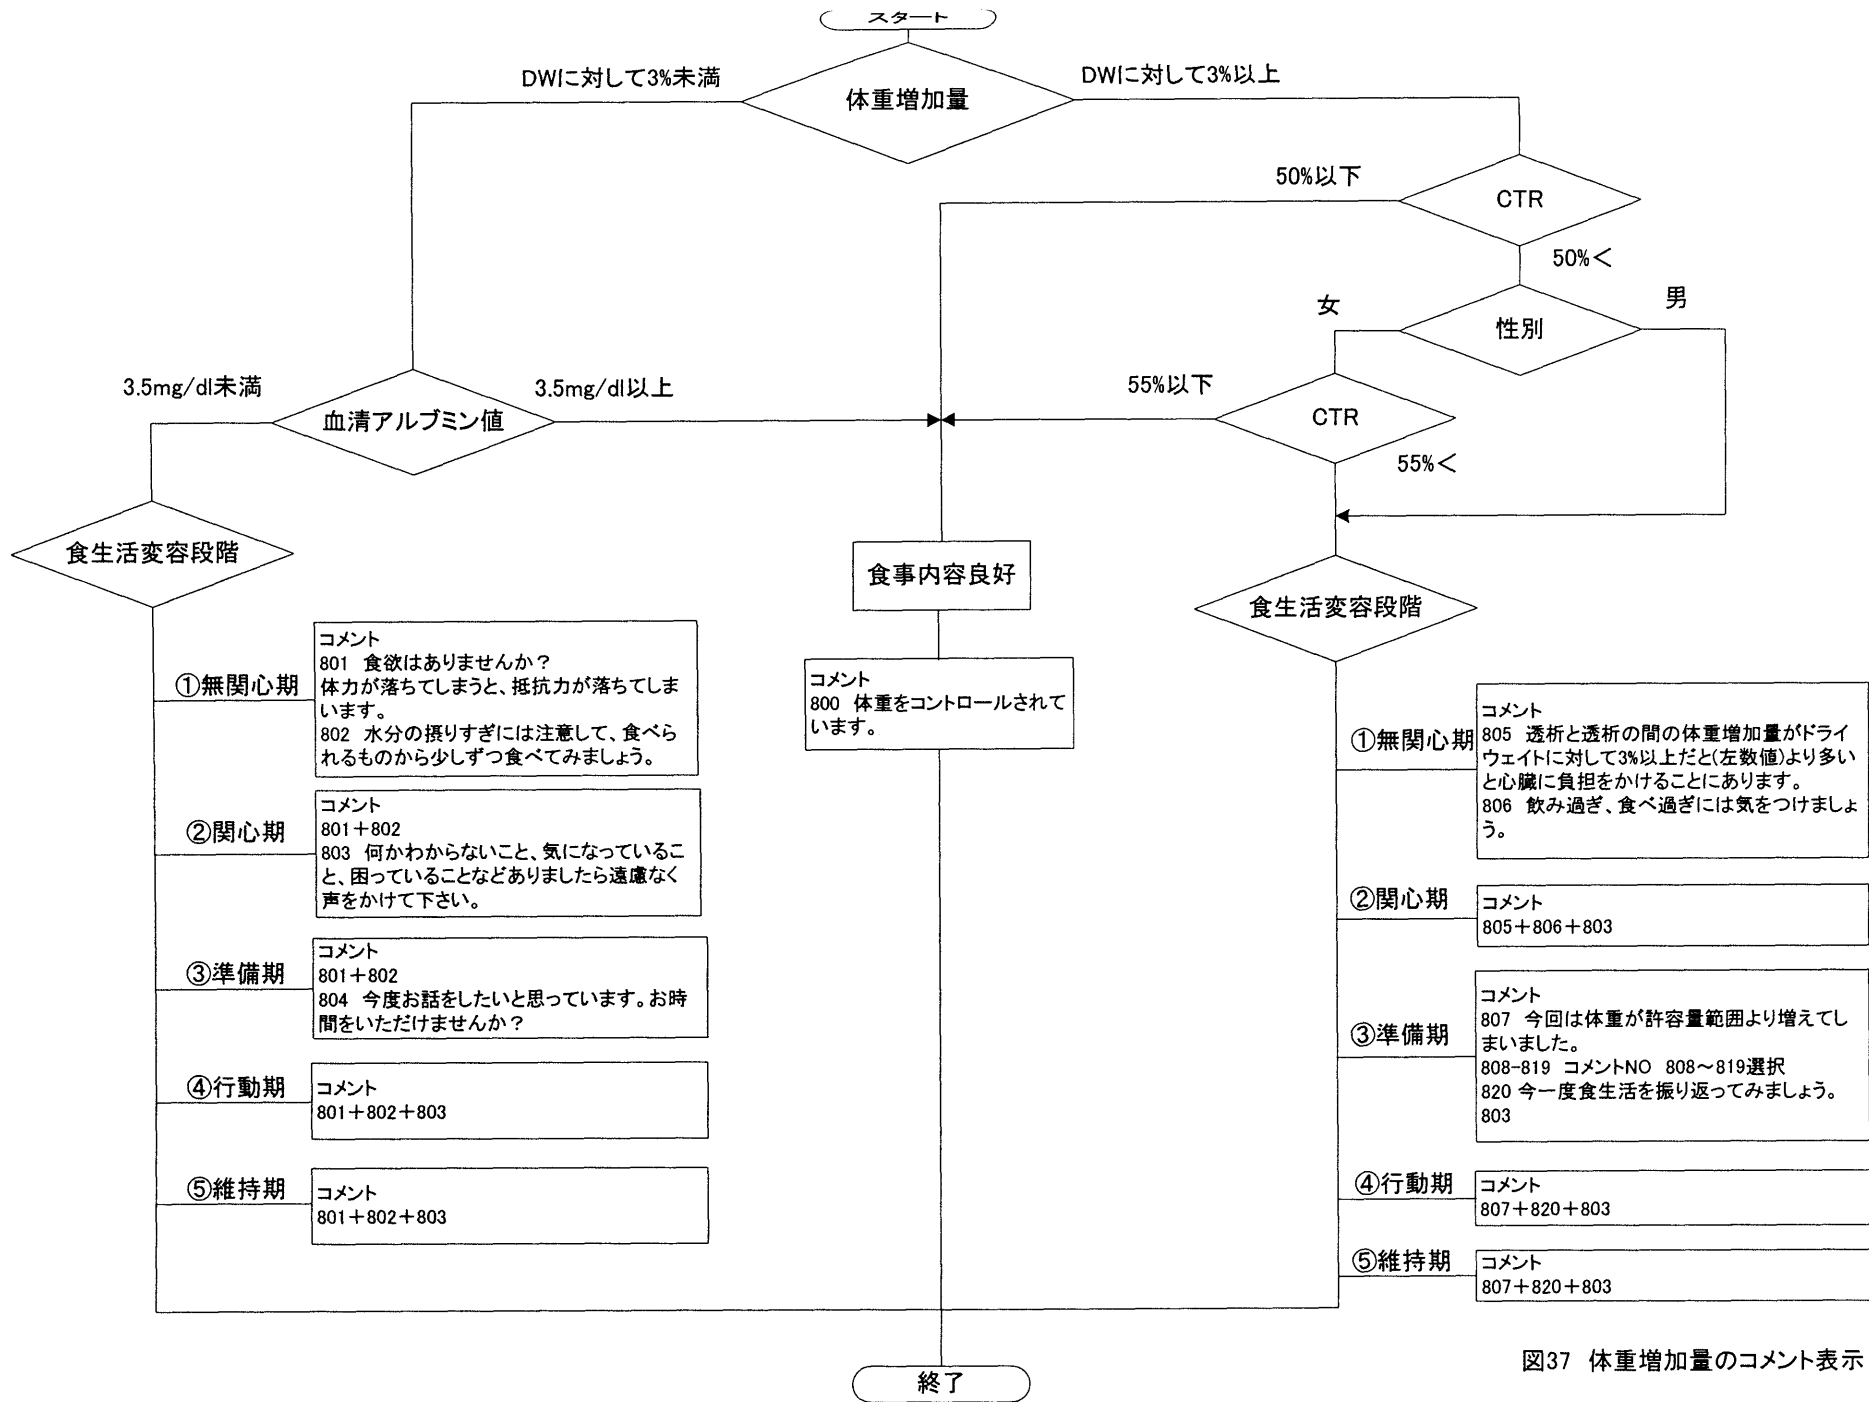 スタート
DWに対して3%未満
DWに対して3%以上
体重増加量
50%以下
CTR
50%<
女
男
性別
3.5mg/dl未満
3.5mg/dl以上
55%以下
血清アルブミン値
CTR
55%<
食生活変容段階
食事内容良好
食生活変容段階
①無関心期
コメント
801 食欲はありませんか?
体力が落ちてしまうと、抵抗力が落ちてしま
います。
802 水分の摂りすぎには注意して、食べら
れるものから少しずつ食べてみましょう。
②関心期
コメント
801+802
803 何かわからないこと、気になっているこ
と、困っていることなどありましたら遠慮なく
声をかけて下さい。
③準備期
コメント
801+802
804 今度お話をしたいと思っています。お時
間をいただけませんか?
④行動期
コメント
801+802+803
⑤維持期
コメント
801+802+803
コメント
800 体重をコントロールされて
います。
①無関心期
コメント
805 透析と透析の間の体重増加量がドライ
ウェイトに対して3%以上だと(左数値)より多い
と心臓に負担をかけることにあります。
806 飲み過ぎ、食べ過ぎには気をつけましょ
う。
②関心期
コメント
805+806+803
③準備期
コメント
807 今回は体重が許容量範囲より増えてし
まいました。
808-819 コメントNO 808~819選択
820 今一度食生活を振り返ってみましょう。
803
④行動期
コメント
807+820+803
⑤維持期
コメント
807+820+803
終了
図37 体重増加量のコメント表示